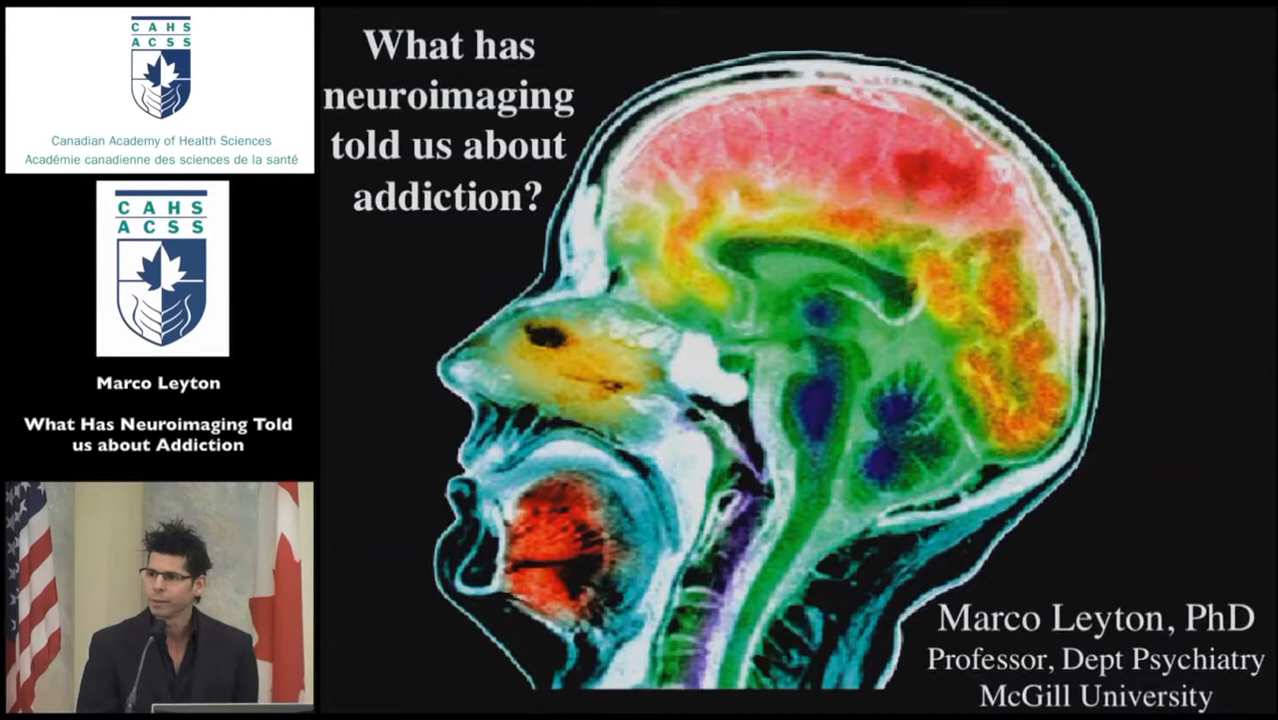 CAHS
ACSS
Canadian Academy of Health Sciences
Académie canadienne des sciences de la santé
CAHS
ACSS
Marco Leyton
What Has Neuroimaging Told
us about Addiction
What has
neuroimaging
told us about
addiction?
Marco Leyton, PhD
Professor, Dept Psychiatry
McGill University